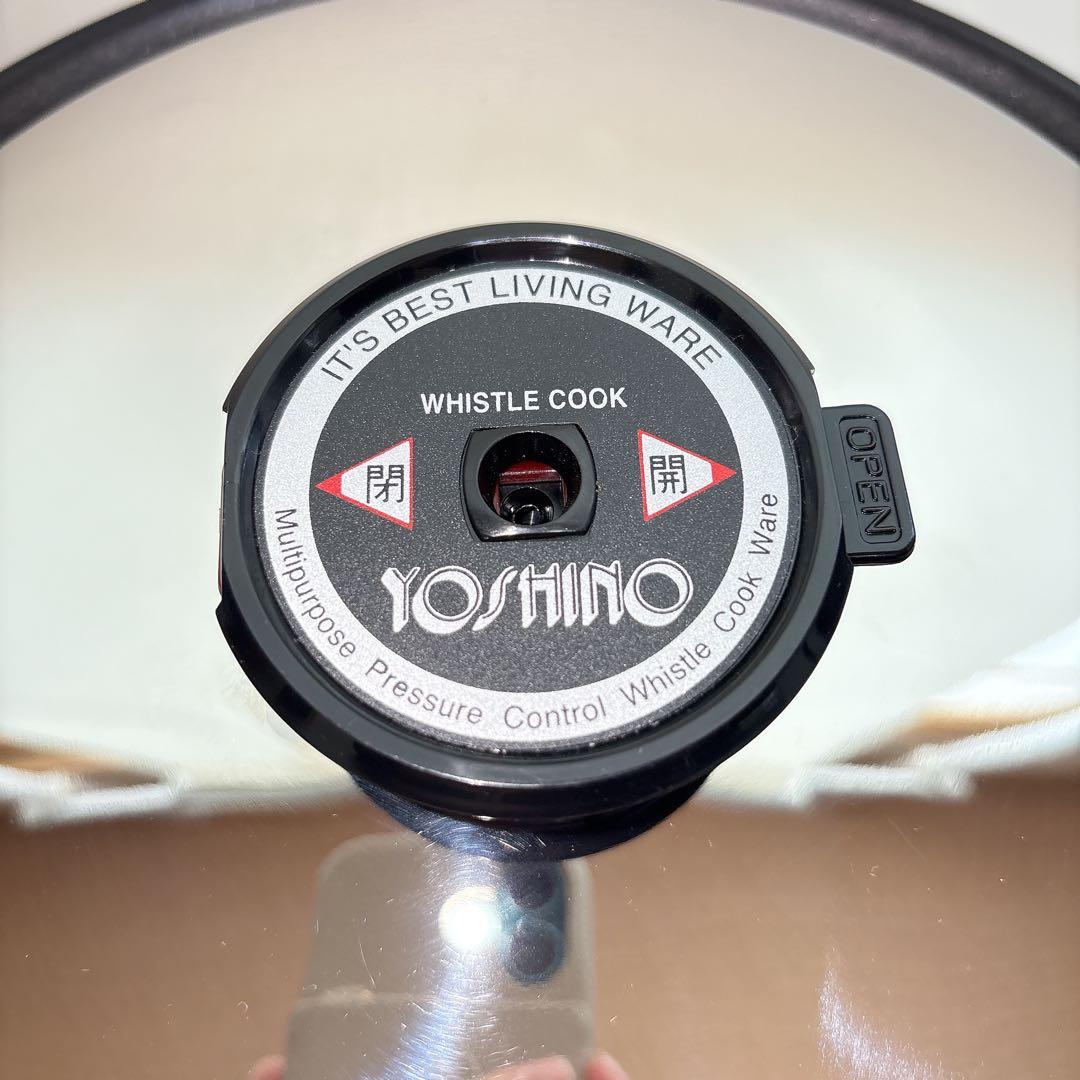 IT'S BEST LIVING WARE
WHISTLE COOK
閉
開
OPEN
YOSHINO
Multipurpose Pressure Control Whistle Cook Ware